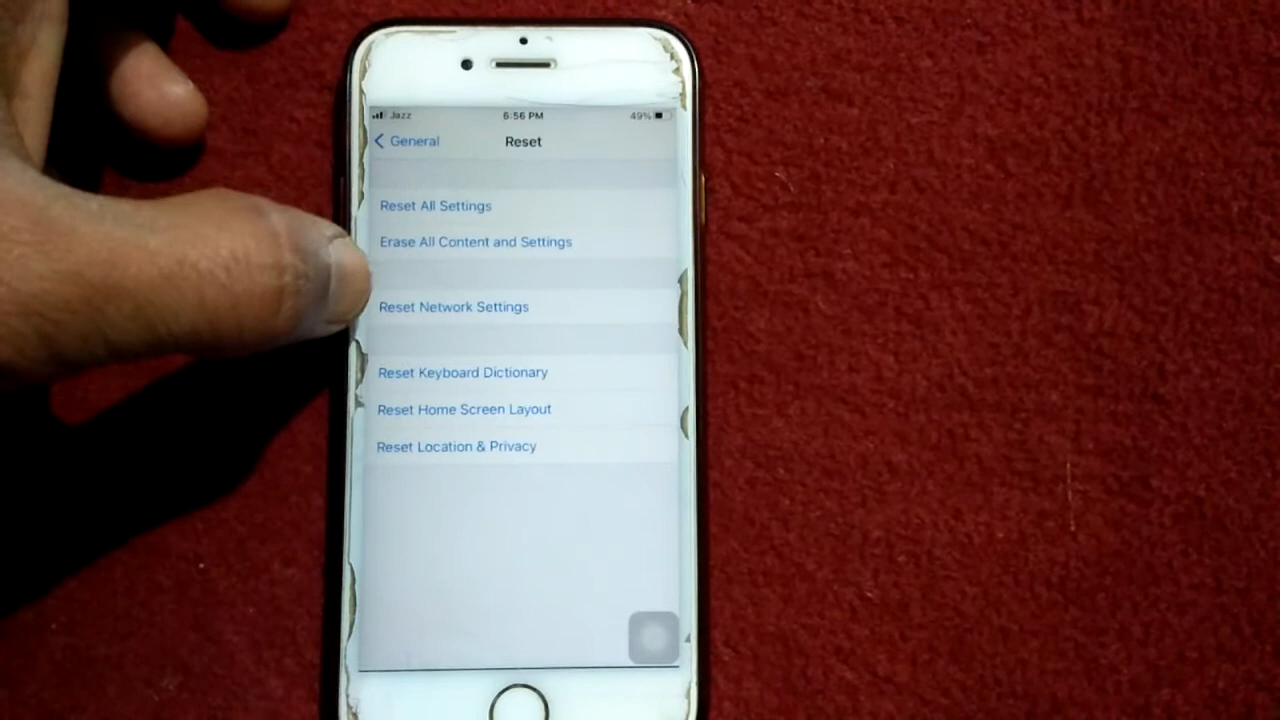 Jazz 6:56 PM 49%
General Reset
Reset All Settings
Erase All Content and Settings
Reset Network Settings
Reset Keyboard Dictionary
Reset Home Screen Layout
Reset Location & Privacy